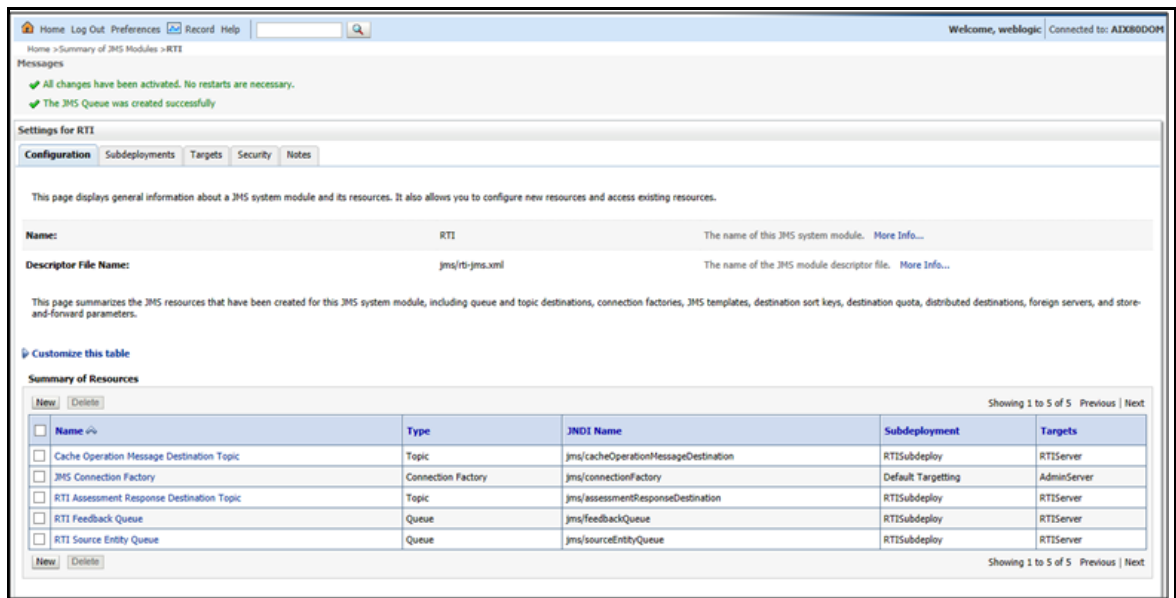 Home Log Out Preferences Record Help Welcome, weblogic Connected to: AIX80DOM
Home >Summary of JMS Modules >RTI
Messages
All changes have been activated. No restarts are necessary.
The JMS Queue was created successfully
Settings for RTI
Configuration Subdeployments Targets Security Notes
This page displays general information about a JMS system module and its resources. It also allows you to configure new resources and access existing resources.
Name: RTI The name of this JMS system module. More Info...
Descriptor File Name: jms/rti-jms.xml The name of the JMS module descriptor file. More Info...
This page summarizes the JMS resources that have been created for this JMS system module, including queue and topic destinations, connection factories, JMS templates, destination sort keys, destination quota, distributed destinations, foreign servers, and store-
and-forward parameters.
Customize this table
Summary of Resources
New Delete Showing 1 to 5 of 5 Previous | Next
Name Type JNDI Name Subdeployment Targets
Cache Operation Message Destination Topic Topic jms/cacheOperationMessageDestination RTISubdeploy RTIServer
JMS Connection Factory Connection Factory jms/connectionFactory Default Targetting AdminServer
RTI Assessment Response Destination Topic Topic jms/assessmentResponseDestination RTISubdeploy RTIServer
RTI Feedback Queue Queue jms/feedbackQueue RTISubdeploy RTIServer
RTI Source Entity Queue Queue jms/sourceEntityQueue RTISubdeploy RTIServer
New Delete Showing 1 to 5 of 5 Previous | Next